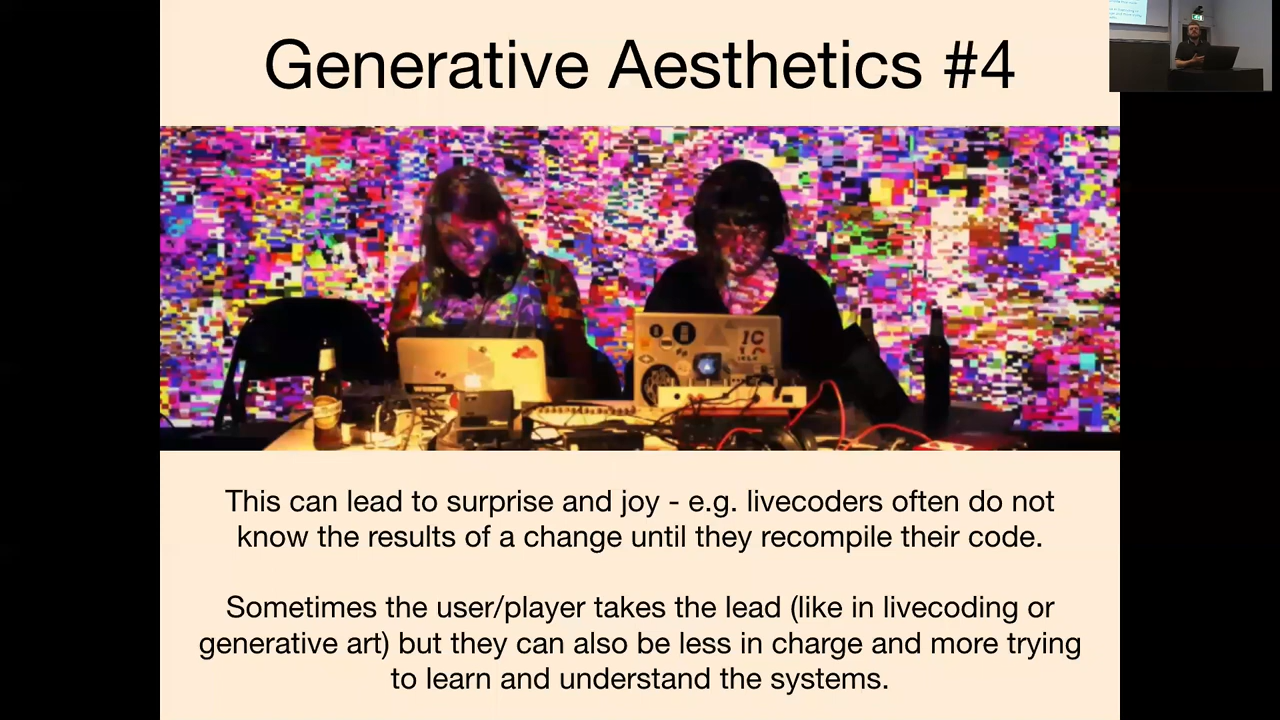 Generative Aesthetics #4
This can lead to surprise and joy - e.g. livecoders often do not
know the results of a change until they recompile their code.
Sometimes the user/player takes the lead (like in livecoding or
generative art) but they can also be less in charge and more trying
to learn and understand the systems.